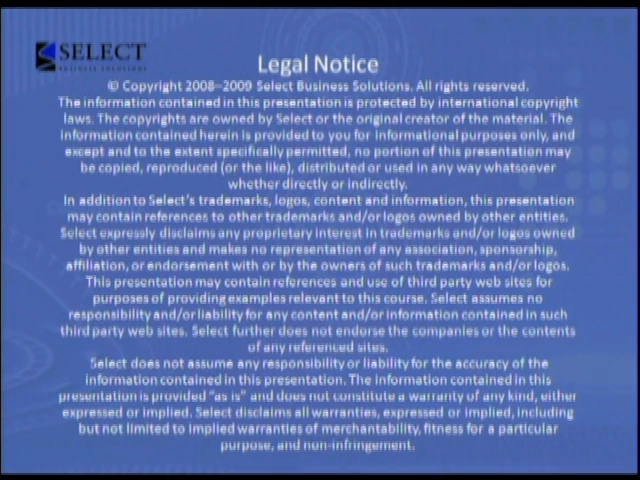 SELECT
BUSINESS SOLUTIONS
Legal Notice
© Copyright 2008–2009 Select Business Solutions. All rights reserved.
The information contained in this presentation is protected by international copyright
laws. The copyrights are owned by Select or the original creator of the material. The
information contained herein is provided to you for informational purposes only, and
except and to the extent specifically permitted, no portion of this presentation may
be copied, reproduced (or the like), distributed or used in any way whatsoever
whether directly or indirectly.
In addition to Select's trademarks, logos, content and information, this presentation
may contain references to other trademarks and/or logos owned by other entities.
Select expressly disclaims any proprietary interest in trademarks and/or logos owned
by other entities and makes no representation of any association, sponsorship,
affiliation, or endorsement with or by the owners of such trademarks and/or logos.
This presentation may contain references and use of third party web sites for
purposes of providing examples relevant to this course. Select assumes no
responsibility and/or liability for any content and/or information contained in such
third party web sites. Select further does not endorse the companies or the contents
of any referenced sites.
Select does not assume any responsibility or liability for the accuracy of the
information contained in this presentation. The information contained in this
presentation is provided "as is" and does not constitute a warranty of any kind, either
expressed or implied. Select disclaims all warranties, expressed or implied, including
but not limited to implied warranties of merchantability, fitness for a particular
purpose, and non-infringement.